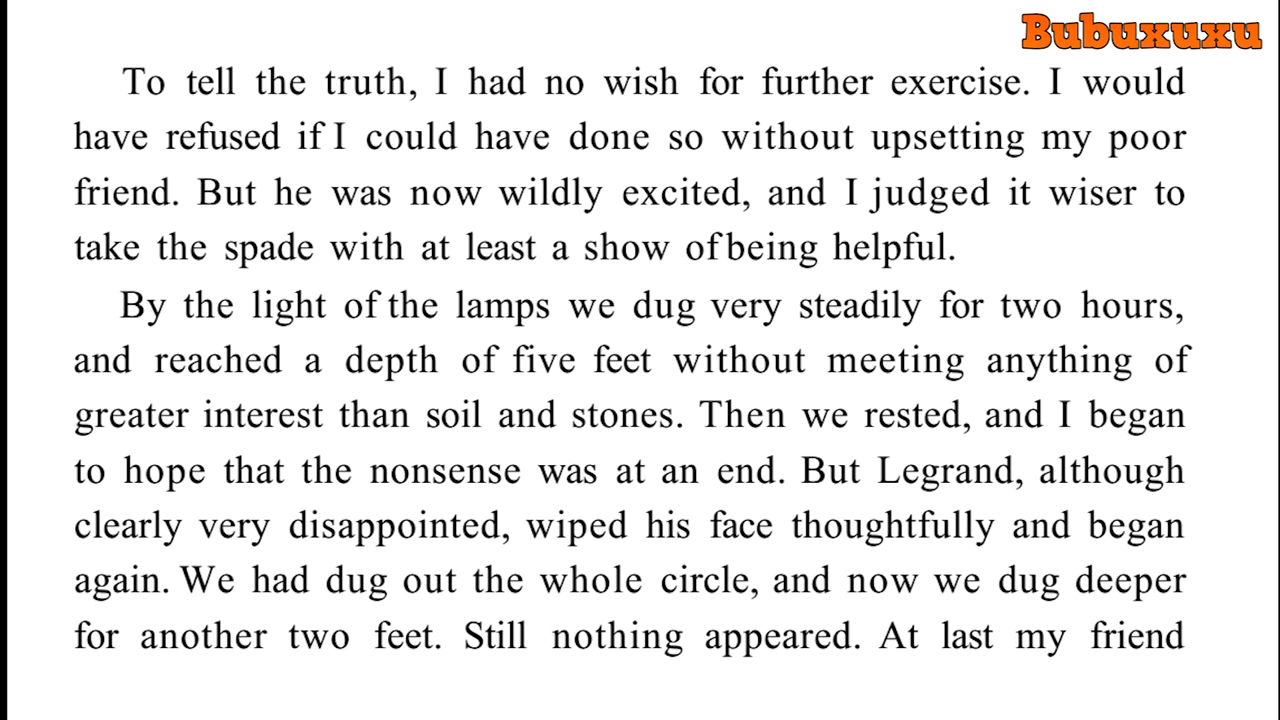 Bubuxuxu
To tell the truth, I had no wish for further exercise. I would
have refused if I could have done so without upsetting my poor
friend. But he was now wildly excited, and I judged it wiser to
take the spade with at least a show of being helpful.
By the light of the lamps we dug very steadily for two hours,
and reached a depth of five feet without meeting anything of
greater interest than soil and stones. Then we rested, and I began
to hope that the nonsense was at an end. But Legrand, although
clearly very disappointed, wiped his face thoughtfully and began
again. We had dug out the whole circle, and now we dug deeper
for another two feet. Still nothing appeared. At last my friend